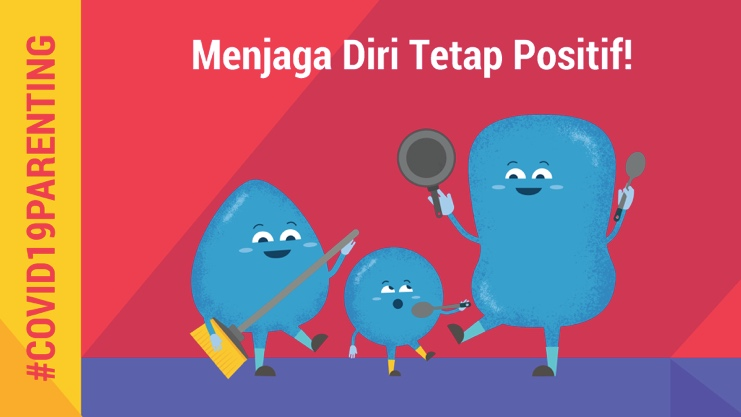 Menjaga Diri Tetap Positif!
#COVID19PARENTING